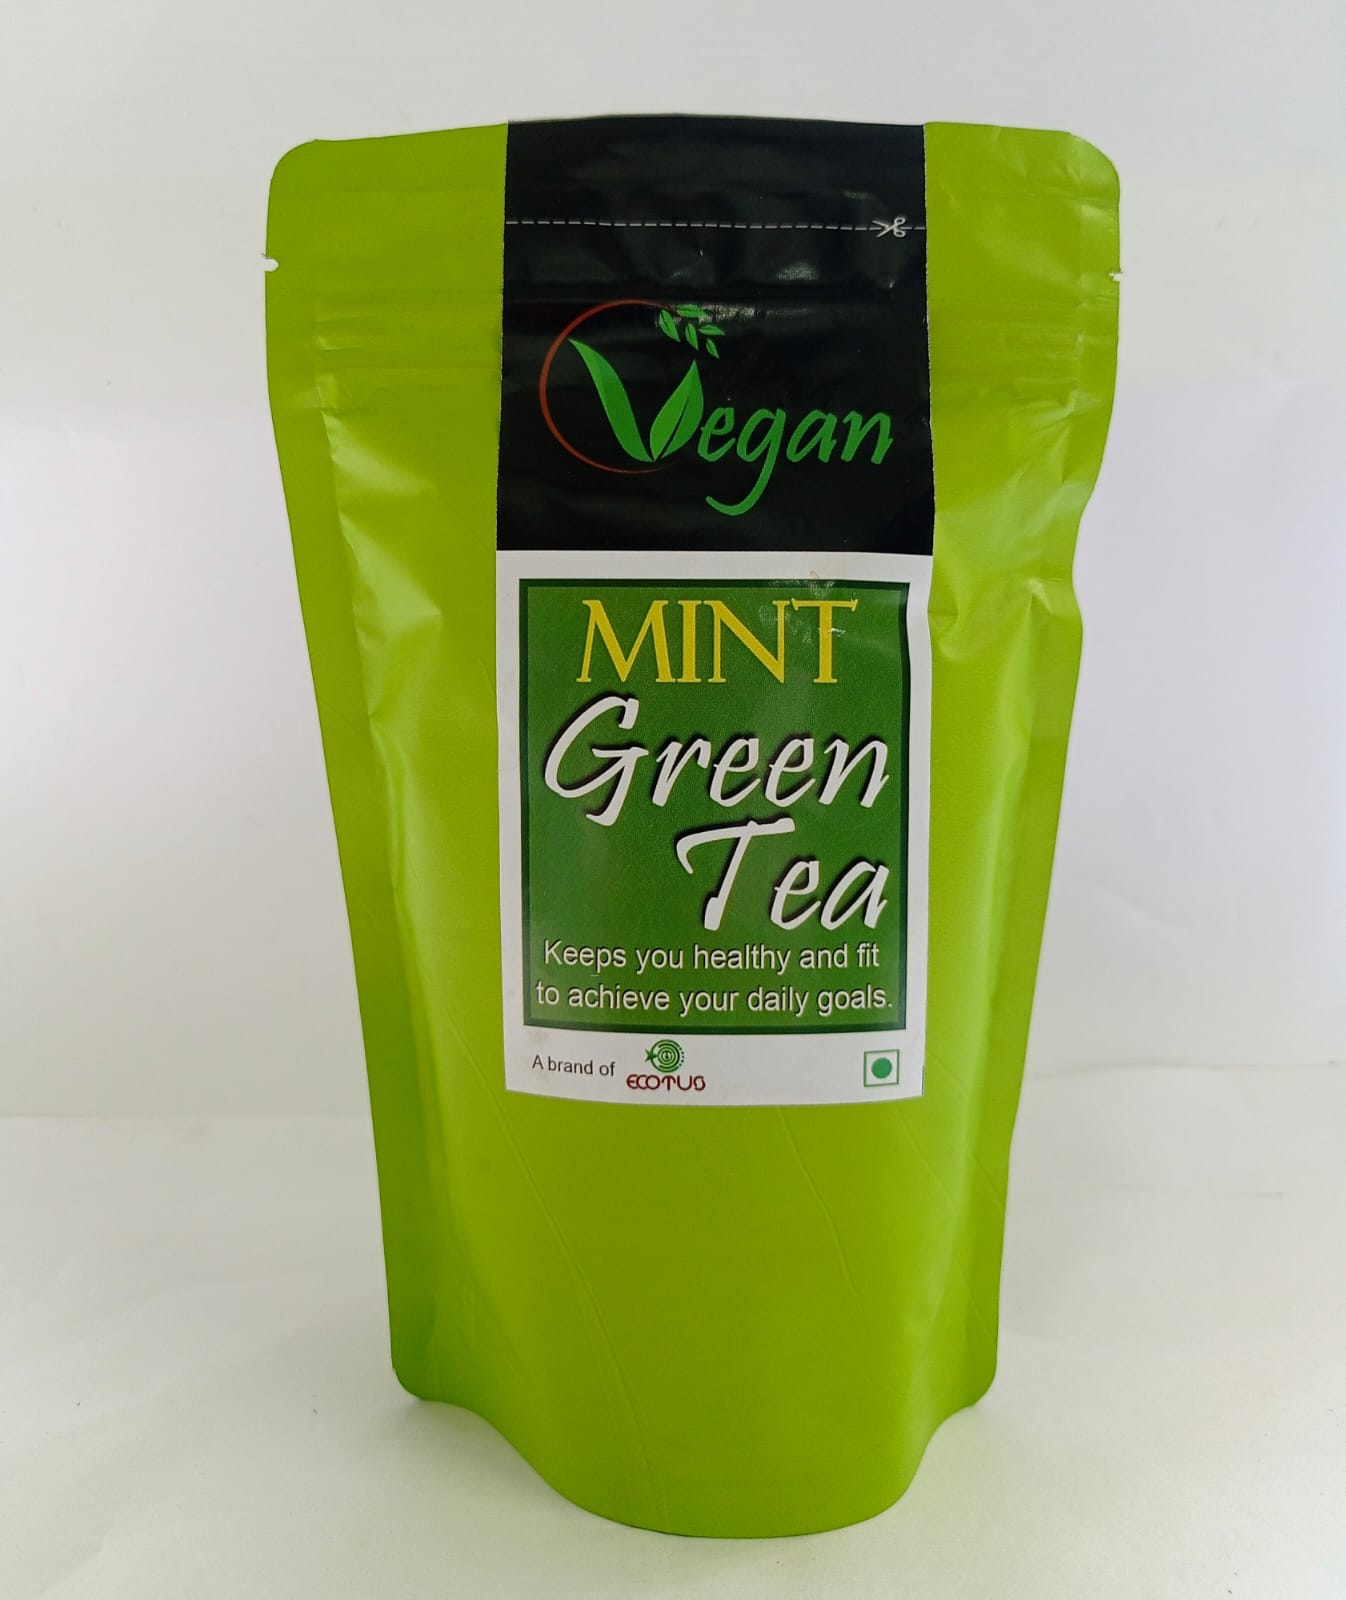 Vegan
MINT
Green
Tea
Keeps you healthy and fit
to achieve your daily goals.
A brand of
ECOTUS